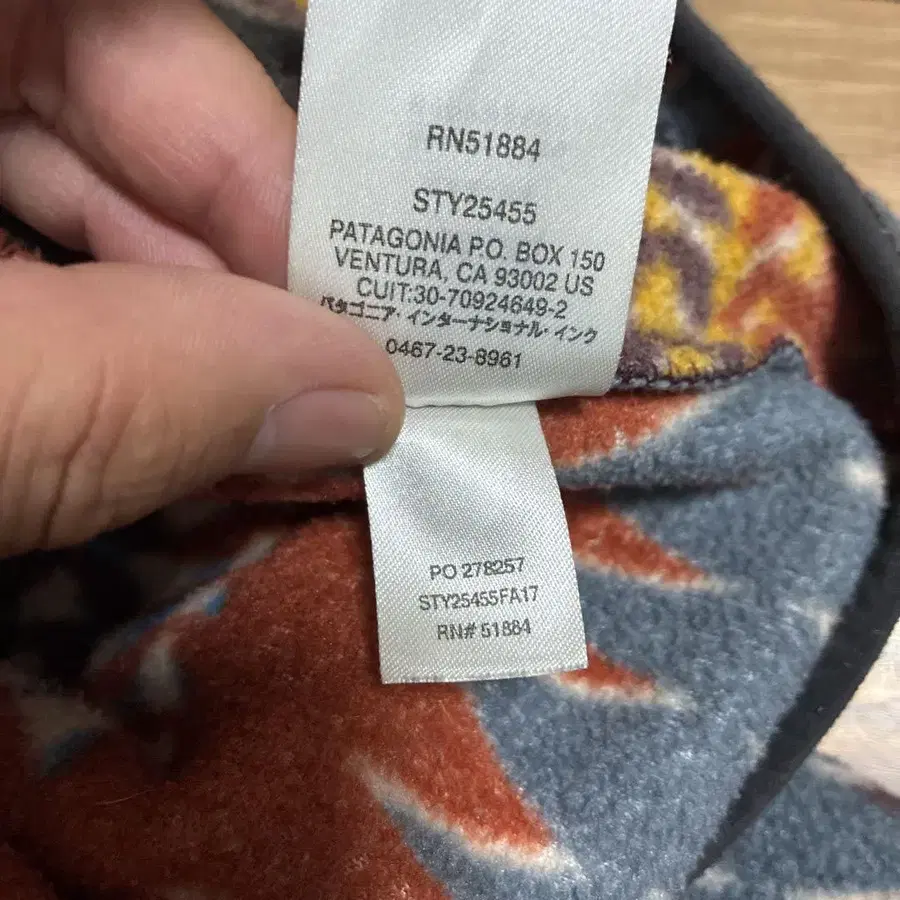 RN51884
STY25455
PATAGONIA P.O. BOX 150
VENTURA, CA 93002 US
CUIT:30-70924649-2
パタゴニア・インターナショナル・インク
0467-23-8961
PO 278257
STY25455FA17
RN# 51884